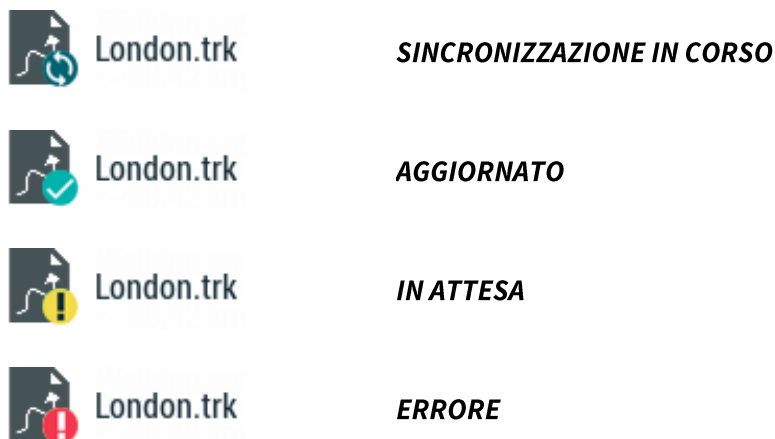 London.trk SINCRONIZZAZIONE IN CORSO
London.trk AGGIORNATO
London.trk IN ATTESA
London.trk ERRORE